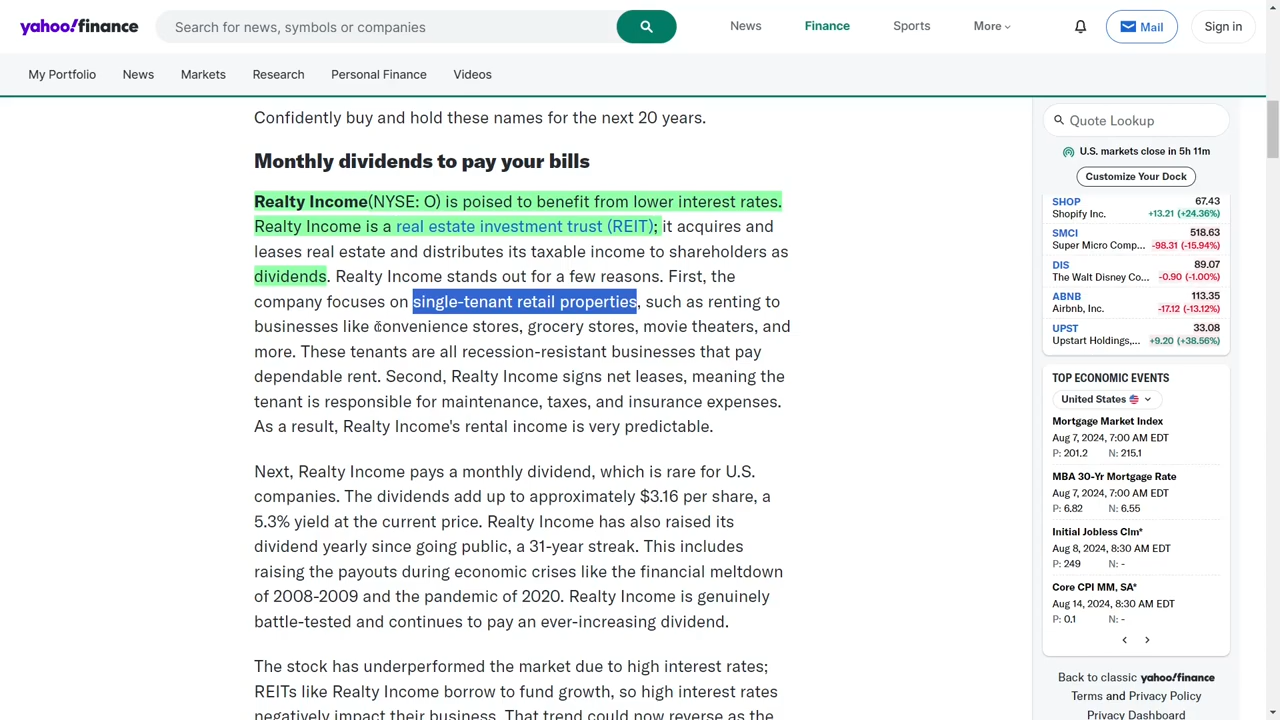 yahoo!finance
Search for news, symbols or companies
News
Finance
Sports
More
Mail
Sign in
My Portfolio
News
Markets
Research
Personal Finance
Videos
Confidently buy and hold these names for the next 20 years.
Monthly dividends to pay your bills
Realty Income(NYSE: O) is poised to benefit from lower interest rates.
Realty Income is a real estate investment trust (REIT); it acquires and
leases real estate and distributes its taxable income to shareholders as
dividends. Realty Income stands out for a few reasons. First, the
company focuses on single-tenant retail properties, such as renting to
businesses like convenience stores, grocery stores, movie theaters, and
more. These tenants are all recession-resistant businesses that pay
dependable rent. Second, Realty Income signs net leases, meaning the
tenant is responsible for maintenance, taxes, and insurance expenses.
As a result, Realty Income's rental income is very predictable.
Next, Realty Income pays a monthly dividend, which is rare for U.S.
companies. The dividends add up to approximately $3.16 per share, a
5.3% yield at the current price. Realty Income has also raised its
dividend yearly since going public, a 31-year streak. This includes
raising the payouts during economic crises like the financial meltdown
of 2008-2009 and the pandemic of 2020. Realty Income is genuinely
battle-tested and continues to pay an ever-increasing dividend.
The stock has underperformed the market due to high interest rates;
REITs like Realty Income borrow to fund growth, so high interest rates
negatively impact their business. That trend could now reverse as the
Quote Lookup
U.S. markets close in 5h 11m
Customize Your Dock
SHOP 67.43
Shopify Inc. +13.21 (+24.36%)
SMCI 518.63
Super Micro Comp... -98.31 (-15.94%)
DIS 89.07
The Walt Disney Co... -0.90 (-1.00%)
ABNB 113.35
Airbnb, Inc. -17.12 (-13.12%)
UPST 33.08
Upstart Holdings,... +9.20 (+38.56%)
TOP ECONOMIC EVENTS
United States
Mortgage Market Index
Aug 7, 2024, 7:00 AM EDT
P: 201.2 N: 215.1
MBA 30-Yr Mortgage Rate
Aug 7, 2024, 7:00 AM EDT
P: 6.82 N: 6.55
Initial Jobless Clm*
Aug 8, 2024, 8:30 AM EDT
P: 249 N: -
Core CPI MM, SA*
Aug 14, 2024, 8:30 AM EDT
P: 0.1 N: -
Back to classic yahoo!finance
Terms and Privacy Policy
Privacy Dashboard